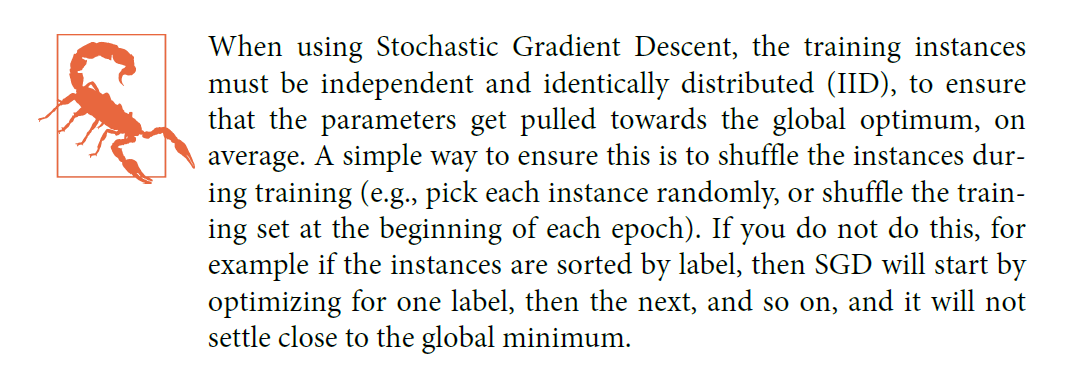 When using Stochastic Gradient Descent, the training instances
must be independent and identically distributed (IID), to ensure
that the parameters get pulled towards the global optimum, on
average. A simple way to ensure this is to shuffle the instances dur-
ing training (e.g., pick each instance randomly, or shuffle the train-
ing set at the beginning of each epoch). If you do not do this, for
example if the instances are sorted by label, then SGD will start by
optimizing for one label, then the next, and so on, and it will not
settle close to the global minimum.